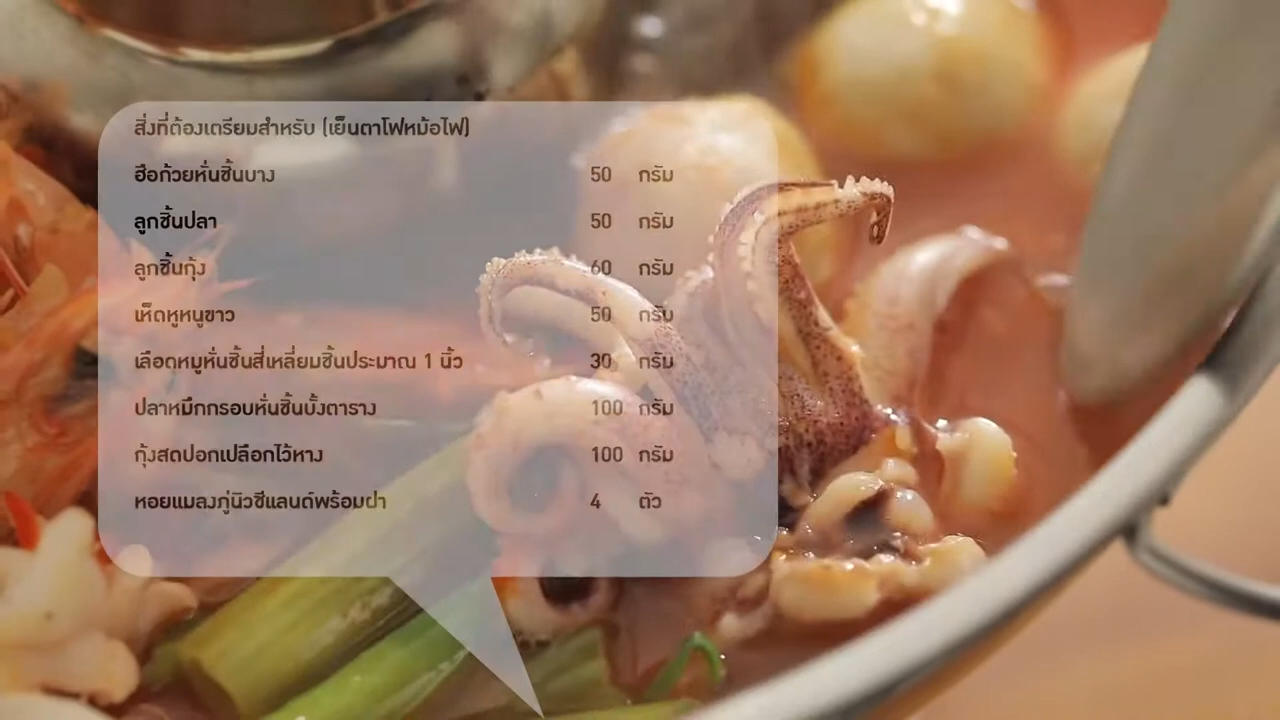 สิ่งที่ต้องเตรียมสำหรับ (เย็นตาโฟหม้อไฟ)
ฮือก้วยหั่นชิ้นบาง 50 กรัม
ลูกชิ้นปลา 50 กรัม
ลูกชิ้นกุ้ง 60 กรัม
เห็ดหูหนูขาว 50 กรัม
เลือดหมูหั่นชิ้นสี่เหลี่ยมชิ้นประมาณ 1 นิ้ว 30 กรัม
ปลาหมึกกรอบหั่นชิ้นบั้งตาราง 100 กรัม
กุ้งสดปอกเปลือกไว้หาง 100 กรัม
หอยแมลงภู่นิวซีแลนด์พร้อมฝา 4 ตัว